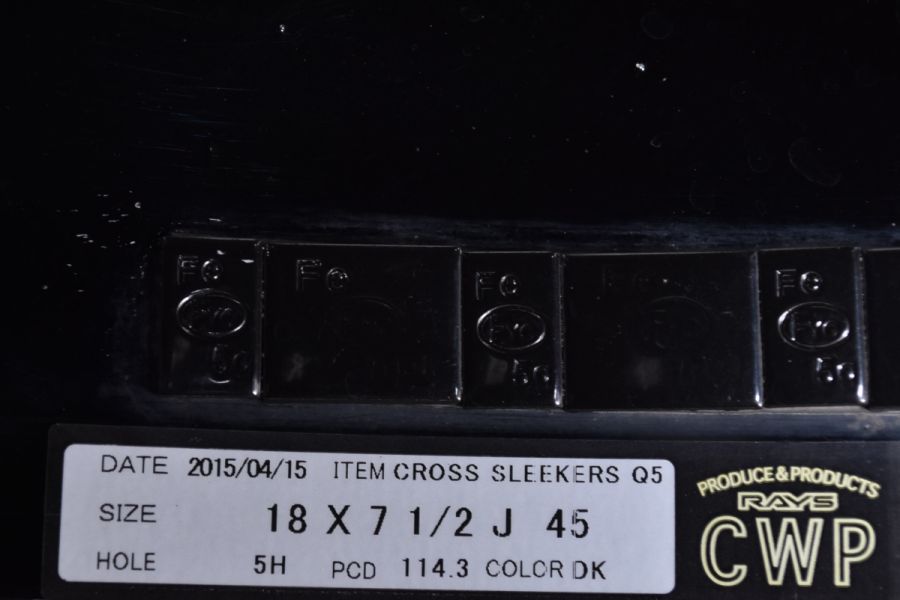 Fe Fe Fe Fe
5G 5G 5G
DATE 2015/04/15 ITEM CROSS SLEEKERS Q5
SIZE 18 X 7 1/2 J 45
HOLE 5H PCD 114.3 COLOR DK
PRODUCE & PRODUCTS
RAYS
CWP